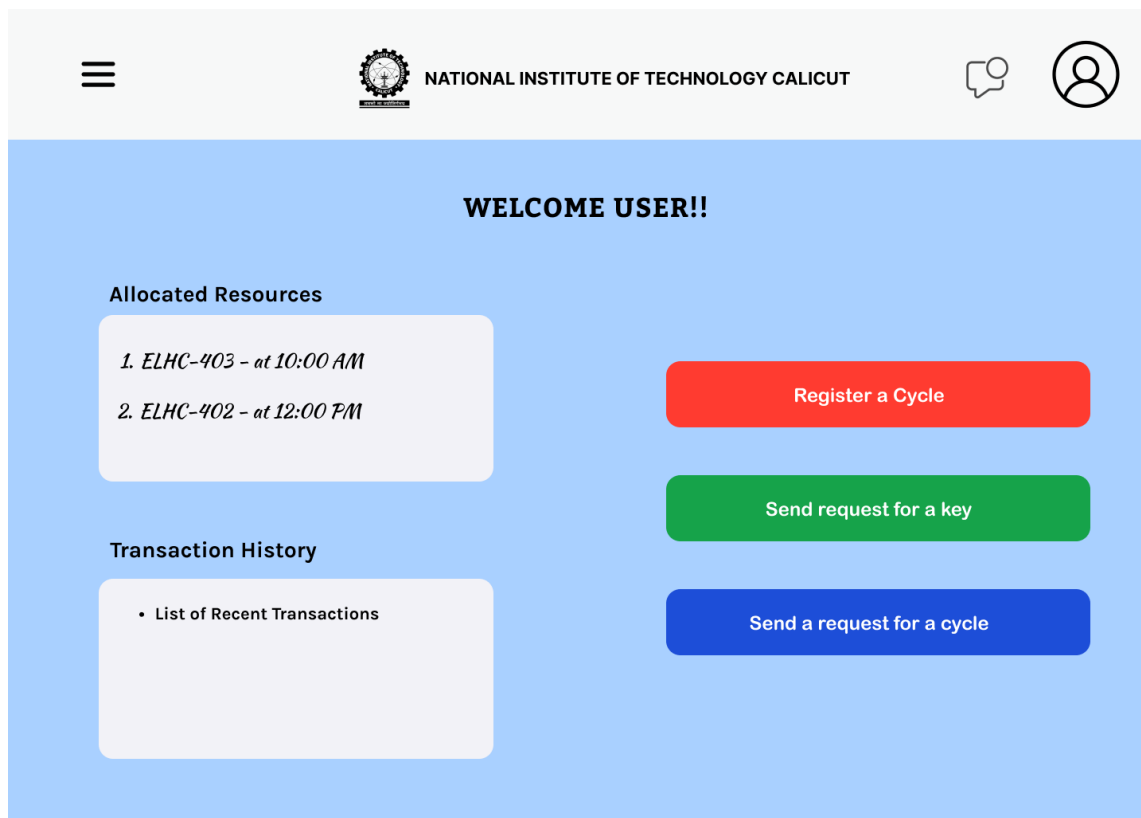 NATIONAL INSTITUTE OF TECHNOLOGY CALICUT
WELCOME USER!!
Allocated Resources
1. ELHC-403 - at 10:00 AM
2. ELHC-402 - at 12:00 PM
Register a Cycle
Send request for a key
Send a request for a cycle
Transaction History
• List of Recent Transactions